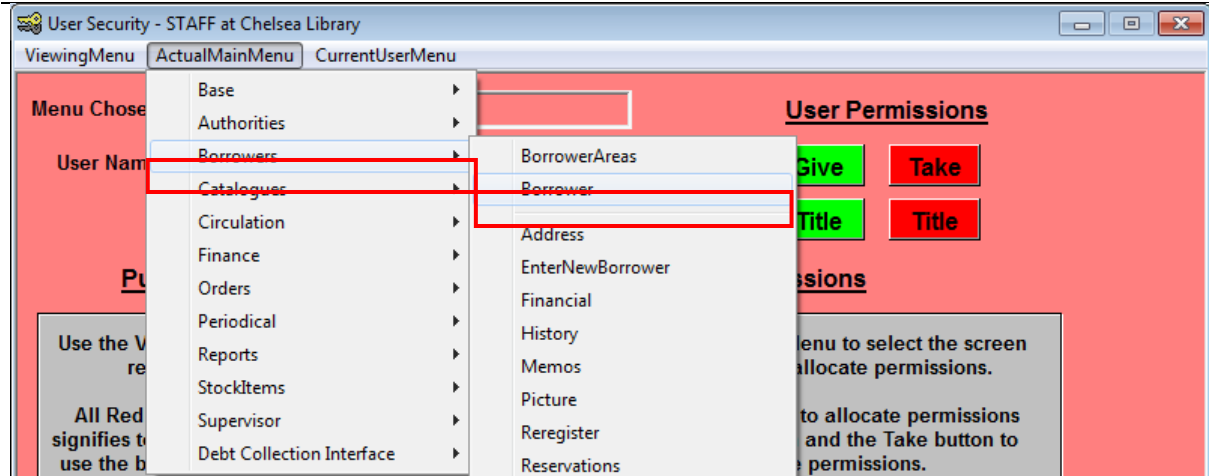 User Security - STAFF at Chelsea Library
ViewingMenu ActualMainMenu CurrentUserMenu
Menu Chose
User Nam
User Permissions
Give Take
Title Title
Base
Authorities
Borrowers
Catalogues
Circulation
Finance
Orders
Periodical
Reports
StockItems
Supervisor
Debt Collection Interface
BorrowerAreas
Borrower
Address
EnterNewBorrower
Financial
History
Memos
Picture
Reregister
Reservations
Pu
ssions
Use the V
re
All Red
signifies t
use the b
enu to select the screen
allocate permissions.
to allocate permissions
and the Take button to
permissions.